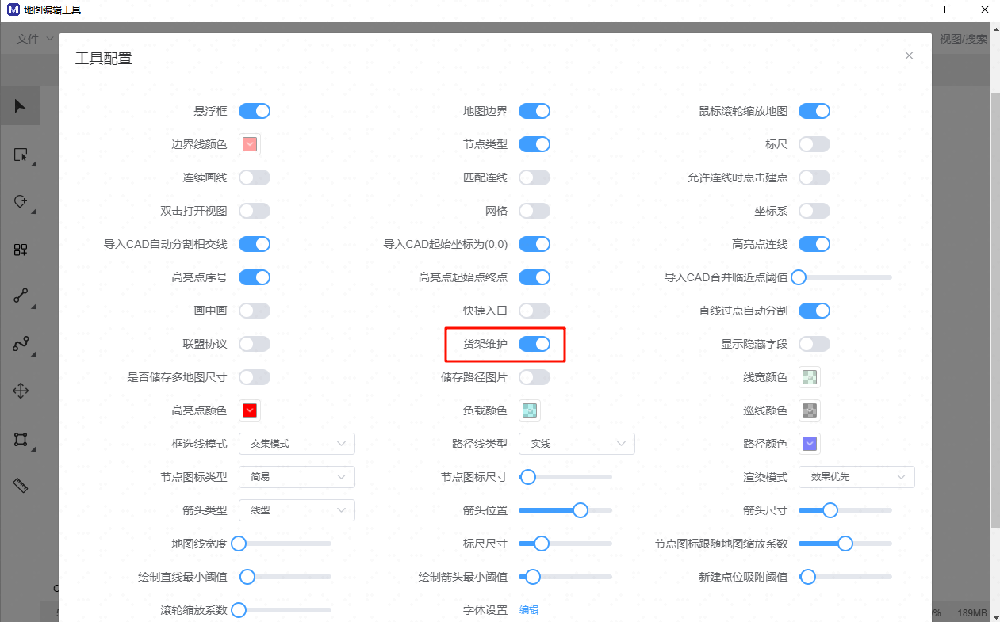 地图编辑工具
文件
视图/搜索
工具配置
悬浮框
地图边界
鼠标滚轮缩放地图
边界线颜色
节点类型
标尺
连续画线
匹配连线
允许连线时点击建点
双击打开视图
网格
坐标系
导入CAD自动分割相交线
导入CAD起始坐标为(0,0)
高亮点连线
高亮点序号
高亮点起始点终点
导入CAD合并临近点阈值
画中画
快捷入口
直线过点自动分割
联盟协议
货架维护
显示隐藏字段
是否储存多地图尺寸
储存路径图片
线宽颜色
高亮点颜色
负载颜色
巡线颜色
框选线模式 交集模式
路径线类型 实线
路径颜色
节点图标类型 简易
节点图标尺寸
渲染模式 效果优先
箭头类型 线型
箭头位置
箭头尺寸
地图线宽度
标尺尺寸
节点图标跟随地图缩放系数
绘制直线最小阈值
绘制箭头最小阈值
新建点位吸附阈值
滚轮缩放系数
字体设置 编辑
% 189MB